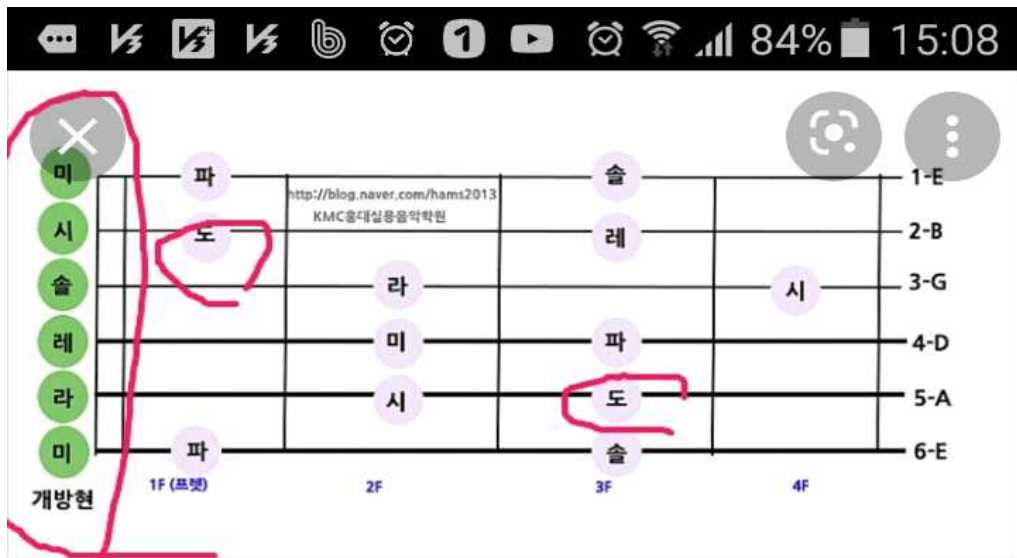 84% 15:08
미 파 솔 1-E
http://blog.naver.com/hams2013
KMC홍대실용음악학원
시 도 레 2-B
솔 라 시 3-G
레 미 파 4-D
라 시 도 5-A
미 파 솔 6-E
개방현 1F (프렛) 2F 3F 4F